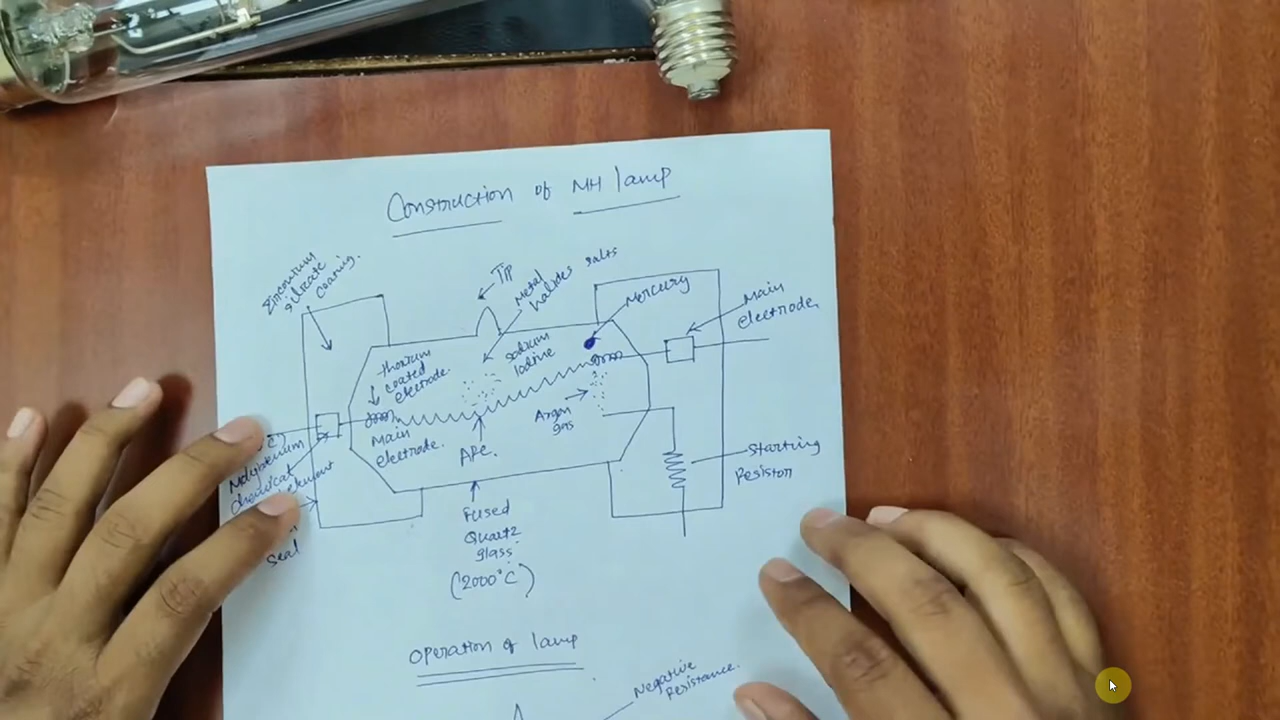 Construction of MH lamp
Zirconium
silicate
coating.
Tip
Metal
halides salts
Mercury
Main
electrode
thorium
coated
electrode.
sodium
Iodine
Main
electrode.
ARC.
Argon
gas
Starting
Resistor
Molybdenum
chemical
seal
Fused
Quartz
glass
(2000°C)
Operation of lamp
Negative
Resistance.